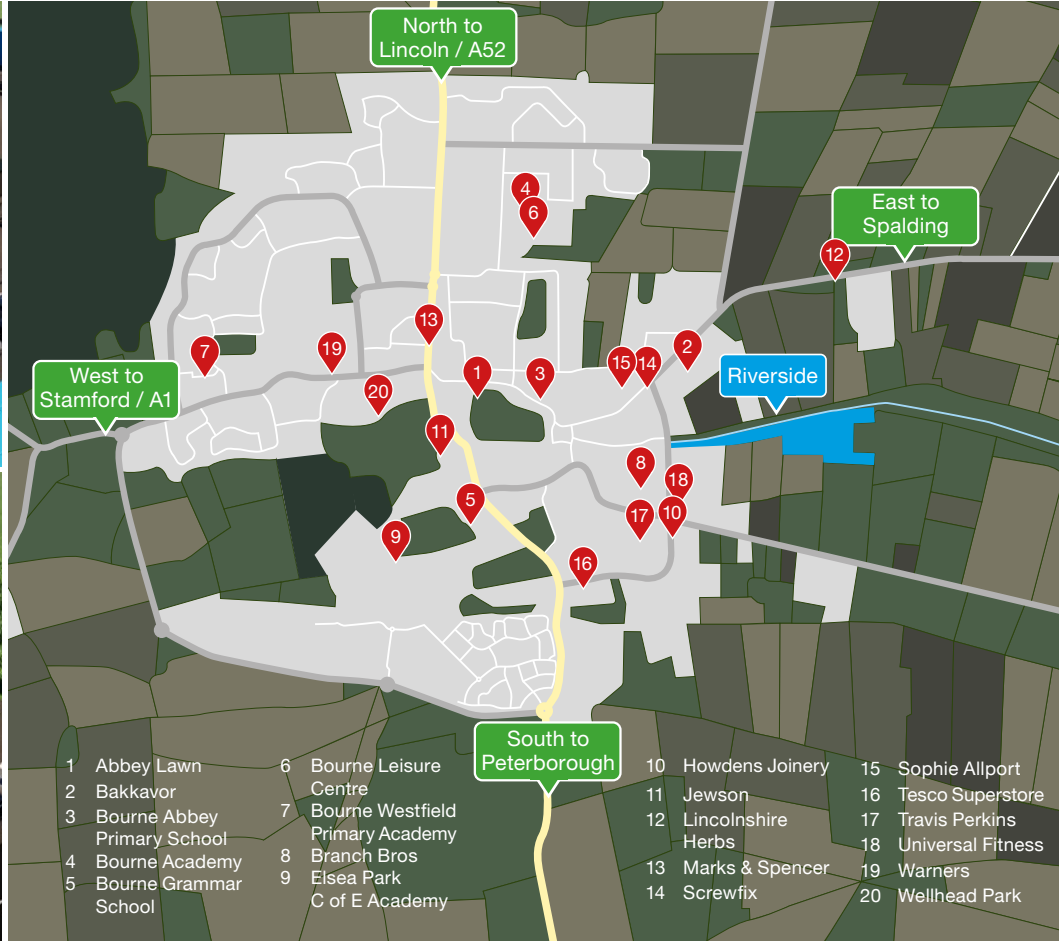 North to
Lincoln / A52
4
6
East to
Spalding
12
13
7
19
West to
Stamford / A1
20
1
3
15
14
2
Riverside
11
8
18
5
17
10
9
16
South to
Peterborough
1 Abbey Lawn
2 Bakkavor
3 Bourne Abbey
Primary School
4 Bourne Academy
5 Bourne Grammar
School
6 Bourne Leisure
Centre
7 Bourne Westfield
Primary Academy
8 Branch Bros
9 Elsea Park
C of E Academy
10 Howdens Joinery
11 Jewson
12 Lincolnshire
Herbs
13 Marks & Spencer
14 Screwfix
15 Sophie Allport
16 Tesco Superstore
17 Travis Perkins
18 Universal Fitness
19 Warners
20 Wellhead Park